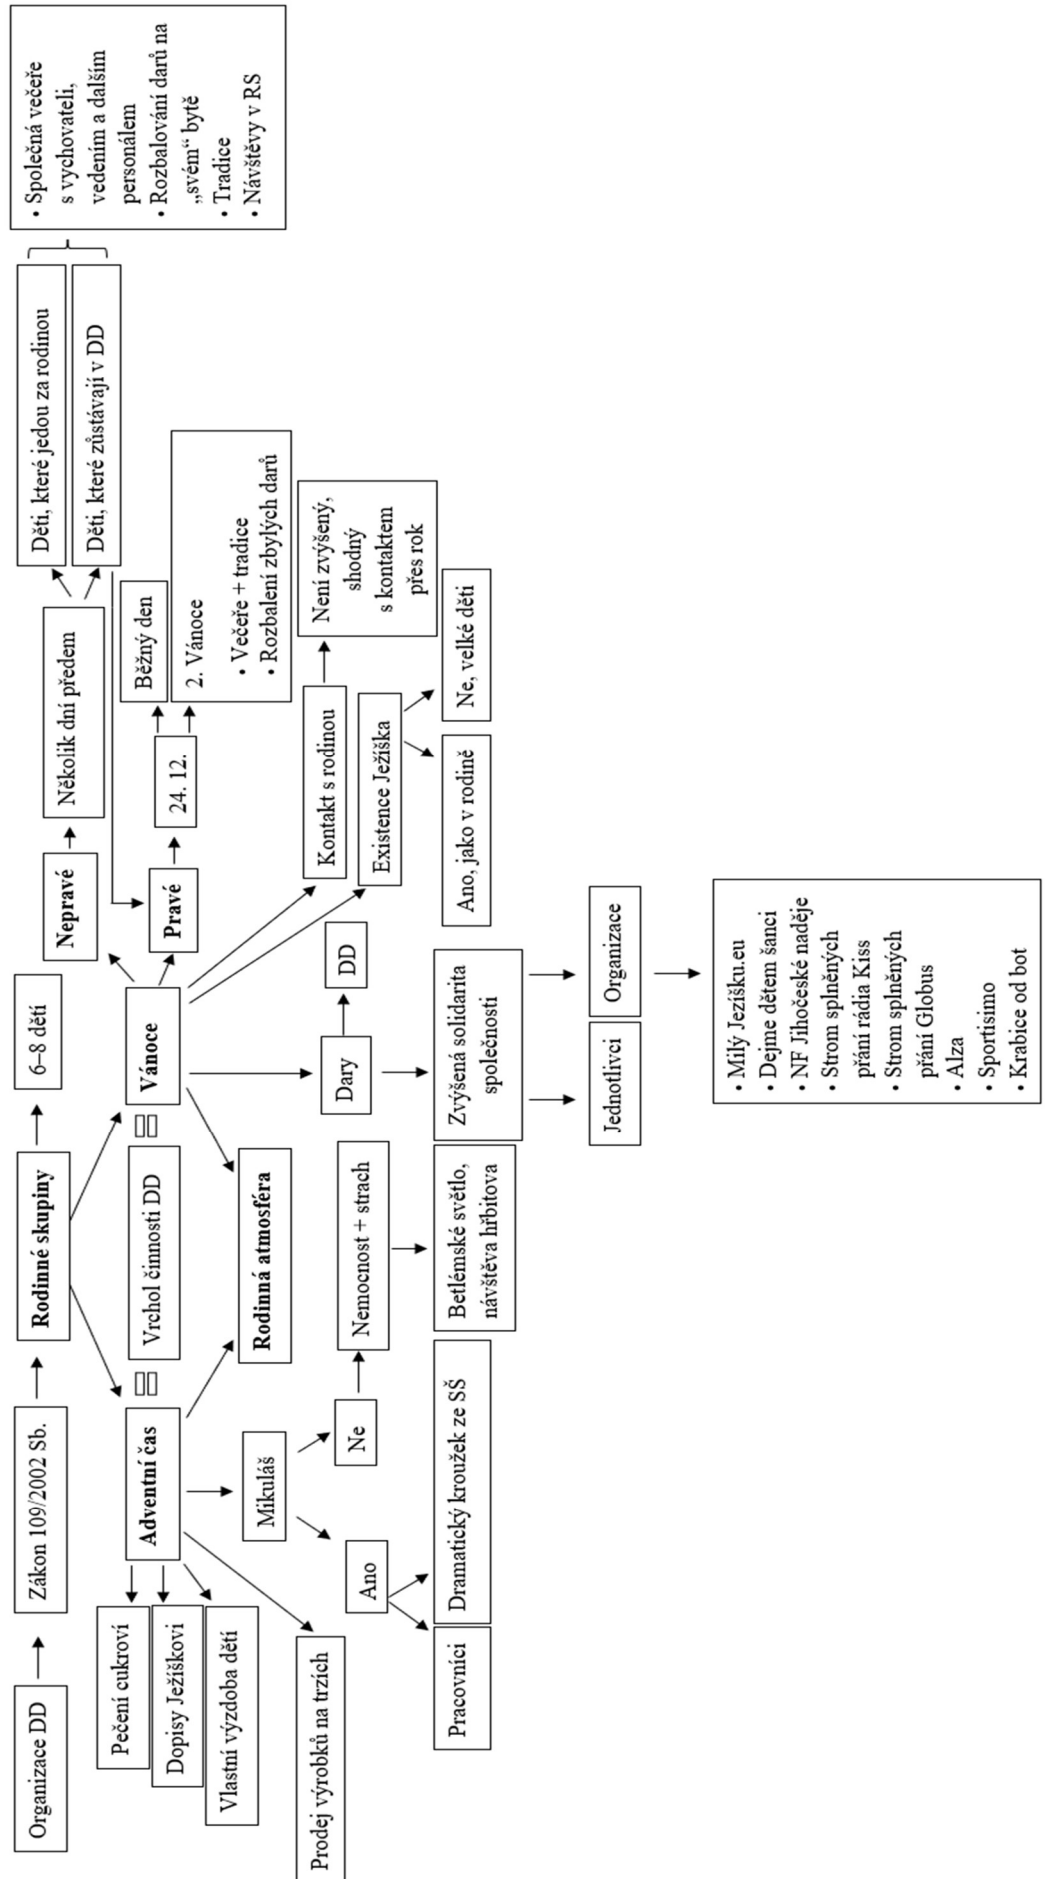 Organizace DD
Zákon 109/2002 Sb.
Rodinné skupiny
6–8 dětí
Pečení cukroví
Dopisy Ježíškovi
Vlastní výzdoba dětí
Prodej výrobků na trzích
Adventní čas
Vrchol činnosti DD
Vánoce
Rodinná atmosféra
Mikuláš
Ano
Ne
Pracovníci
Dramatický kroužek ze SŠ
Nemocnost + strach
Betlémské světlo,
návštěva hřbitova
Dary
DD
Zvýšená solidarita
společnosti
Jednotlivci
Organizace
• Milý Ježíšku.eu
• Dejme dětem šanci
• NF Jihočeské naděje
• Strom splněných
přání rádia Kiss
• Strom splněných
přání Globus
• Alza
• Sportisimo
• Krabice od bot
Nepravé
Několik dní předem
Děti, které jedou za rodinou
Děti, které zůstávají v DD
• Společná večeře
s vychovateli,
vedením a dalším
personálem
• Rozbalování darů na
„svém“ bytě
• Tradice
• Návštěvy v RS
Pravé
24. 12.
Běžný den
2. Vánoce
• Večeře + tradice
• Rozbalení zbylých darů
Kontakt s rodinou
Není zvýšený,
shodný
s kontaktem
přes rok
Existence Ježíška
Ano, jako v rodině
Ne, velké děti